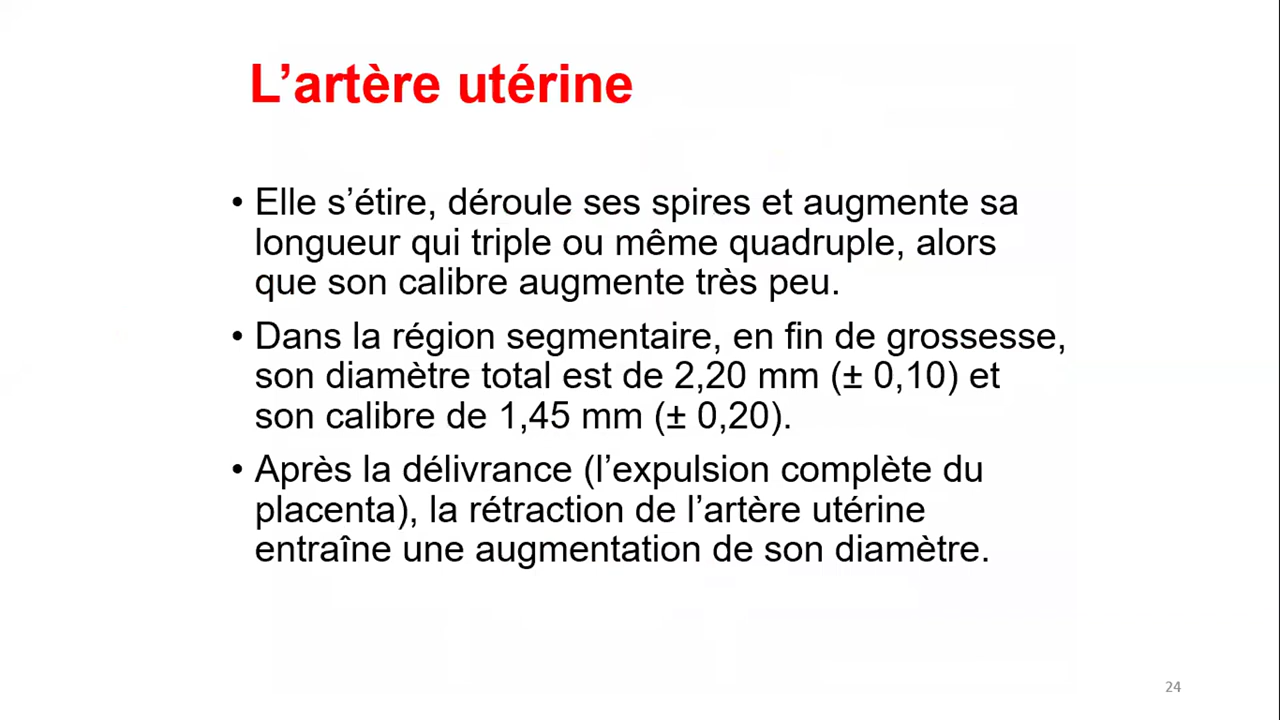 L’artère utérine
• Elle s’étire, déroule ses spires et augmente sa
longueur qui triple ou même quadruple, alors
que son calibre augmente très peu.
• Dans la région segmentaire, en fin de grossesse,
son diamètre total est de 2,20 mm (± 0,10) et
son calibre de 1,45 mm (± 0,20).
• Après la délivrance (l’expulsion complète du
placenta), la rétraction de l’artère utérine
entraîne une augmentation de son diamètre.
24